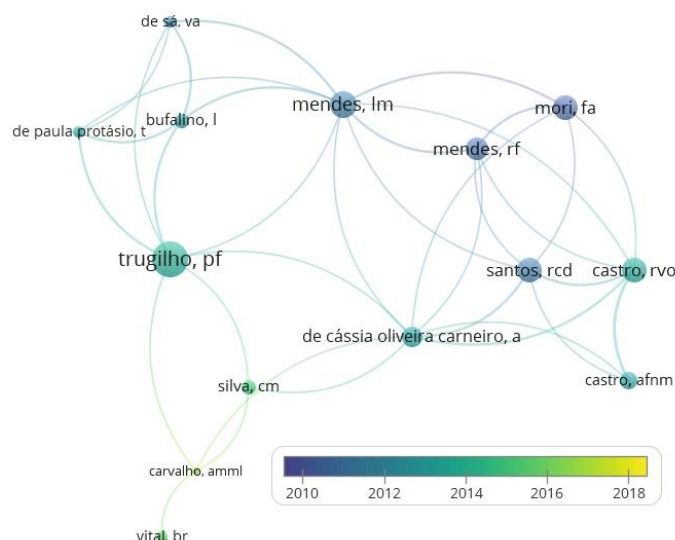 de sá, va
mendes, lm
mori, fa
bufalino, l
de paula protásio, t
mendes, rf
trugilho, pf
santos, rcd
castro, rvo
de cássia oliveira carneiro, a
castro, afnm
silva, cm
carvalho, amml
2010 2012 2014 2016 2018
vital, br